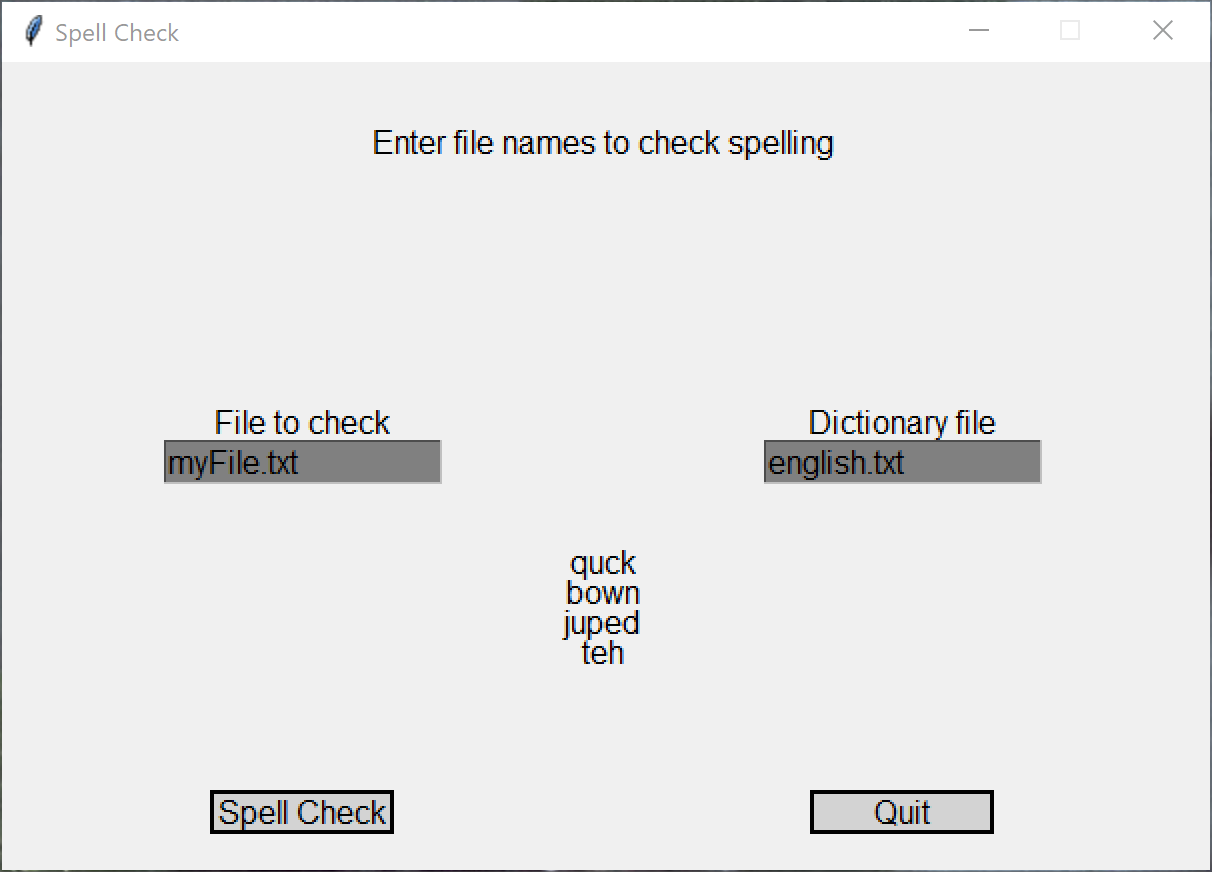 Spell Check
Enter file names to check spelling
File to check
Dictionary file
myFile.txt
english.txt
quck
bown
juped
teh
Spell Check
Quit